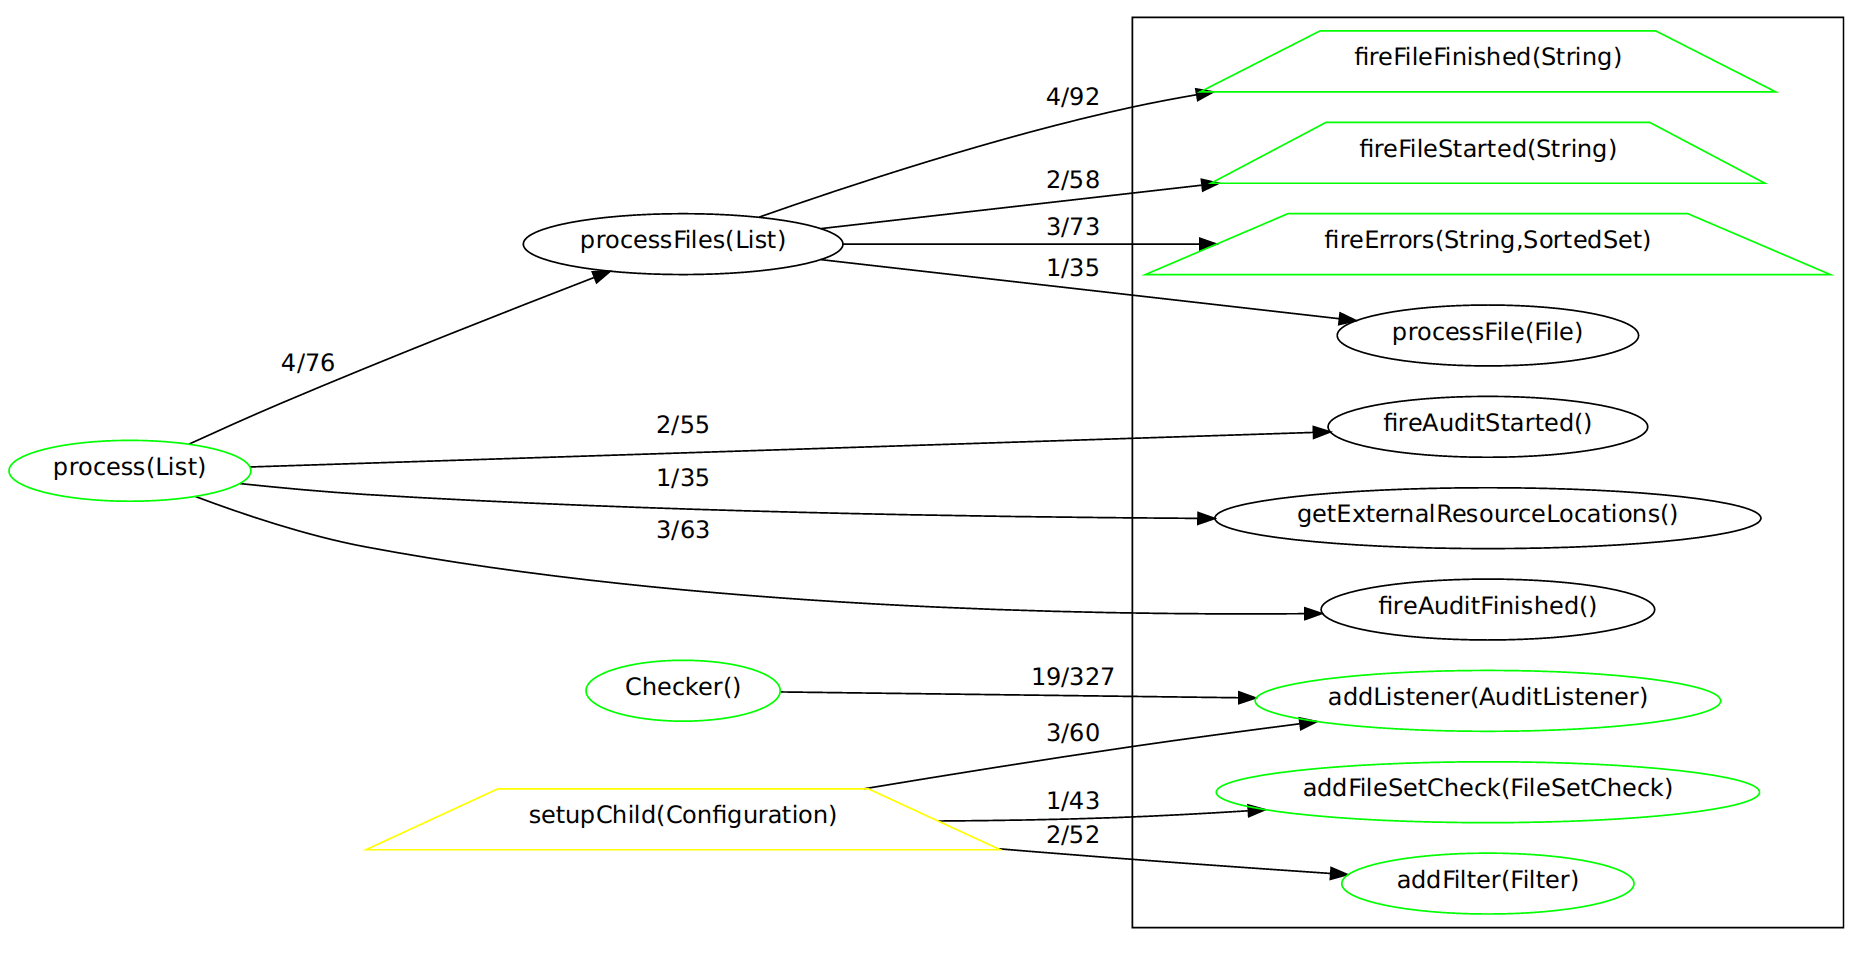 fireFileFinished(String)
4/92
fireFileStarted(String)
2/58
3/73
processFiles(List)
fireErrors(String,SortedSet)
1/35
processFile(File)
4/76
2/55
fireAuditStarted()
process(List)
1/35
getExternalResourceLocations()
3/63
fireAuditFinished()
19/327
Checker()
addListener(AuditListener)
3/60
addFileSetCheck(FileSetCheck)
1/43
setupChild(Configuration)
2/52
addFilter(Filter)